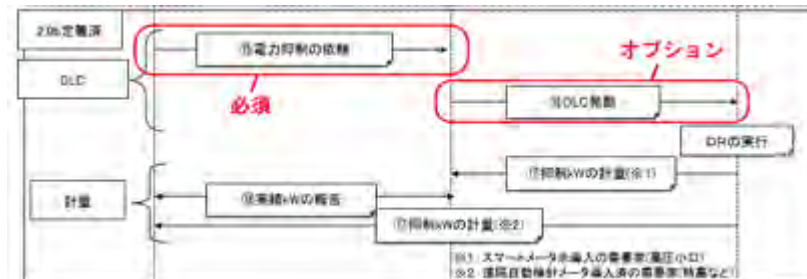 2.0b定義済
⑮電力抑制の依頼
オプション
DLC
必須
⑯DLC発動
DRの実行
⑰抑制kWの計量(※1)
計量
⑱実績kWの報告
⑰抑制kWの計量(※2)
※1:スマートメータ未導入の需要家(高圧小口)
※2:遠隔自動検針メータ導入済の需要家(特高など)